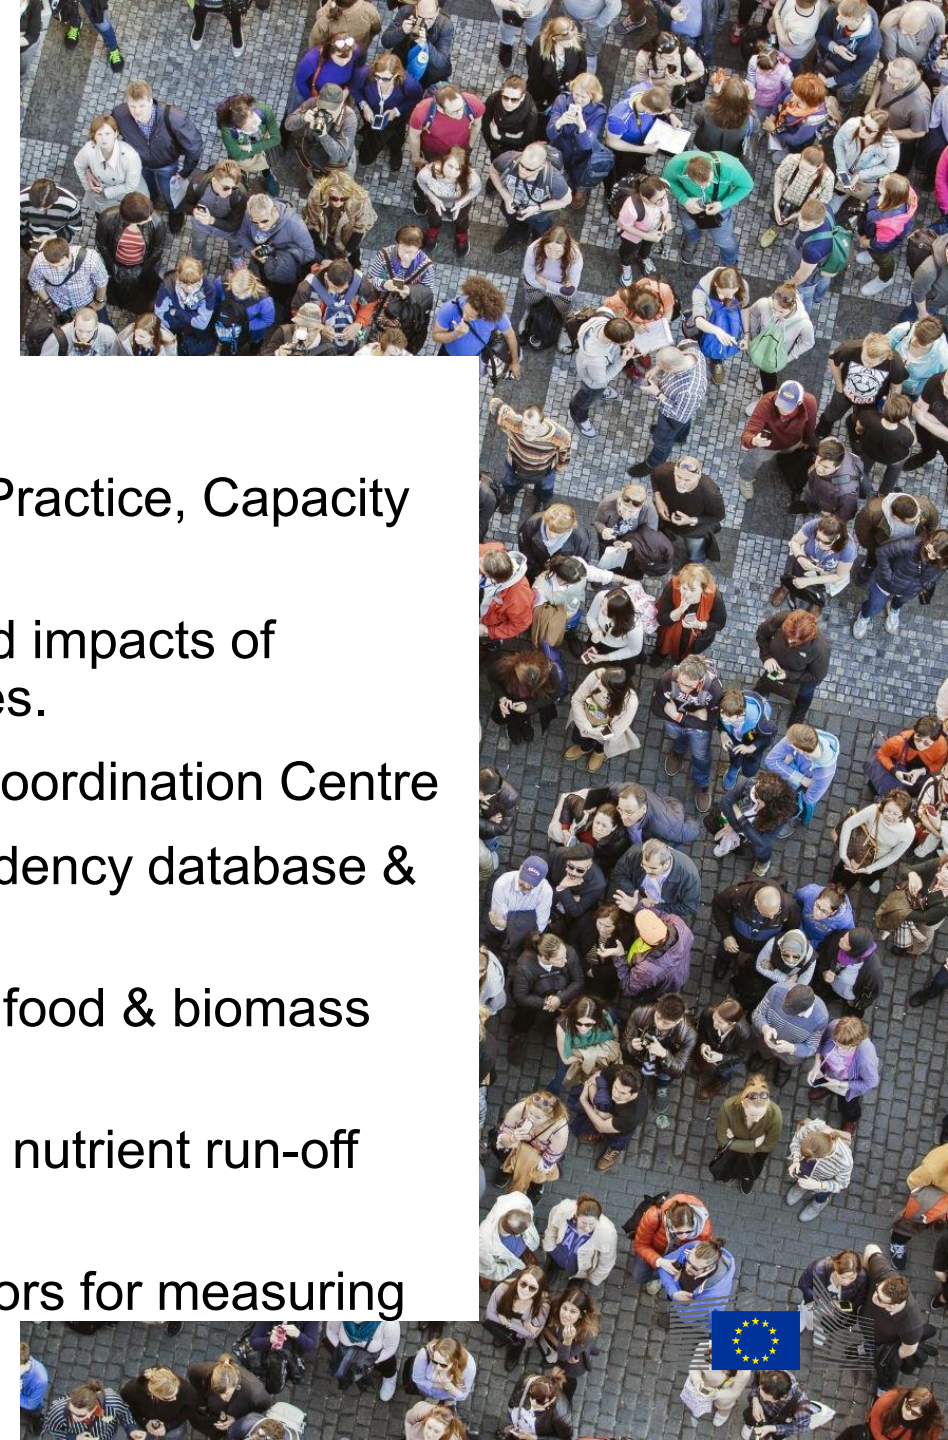 Practice, Capacity
d impacts of
es.
oordination Centre
dency database &
food & biomass
nutrient run-off
ors for measuring